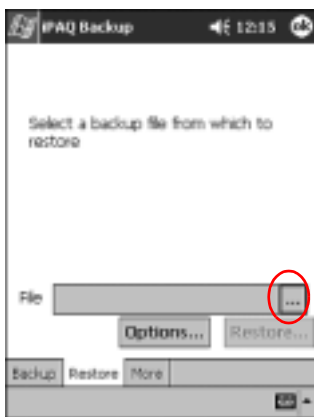 iPAQ Backup 12:15 ok
Select a backup file from which to
restore
File ...
Options... Restore...
Backup Restore More